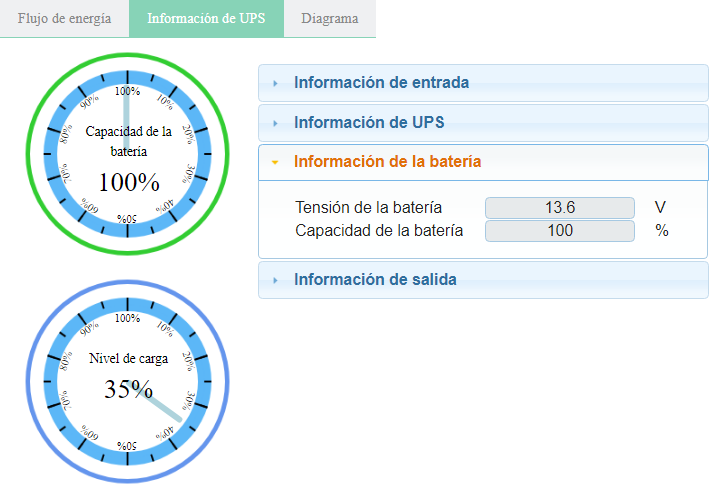 Flujo de energía
Información de UPS
Diagrama
100%
10%
20%
30%
40%
50%
60%
70%
80%
90%
Capacidad de la
batería
100%
Información de entrada
Información de UPS
Información de la batería
Tensión de la batería 13.6 V
Capacidad de la batería 100 %
Información de salida
100%
10%
20%
30%
40%
50%
60%
70%
80%
90%
Nivel de carga
35%